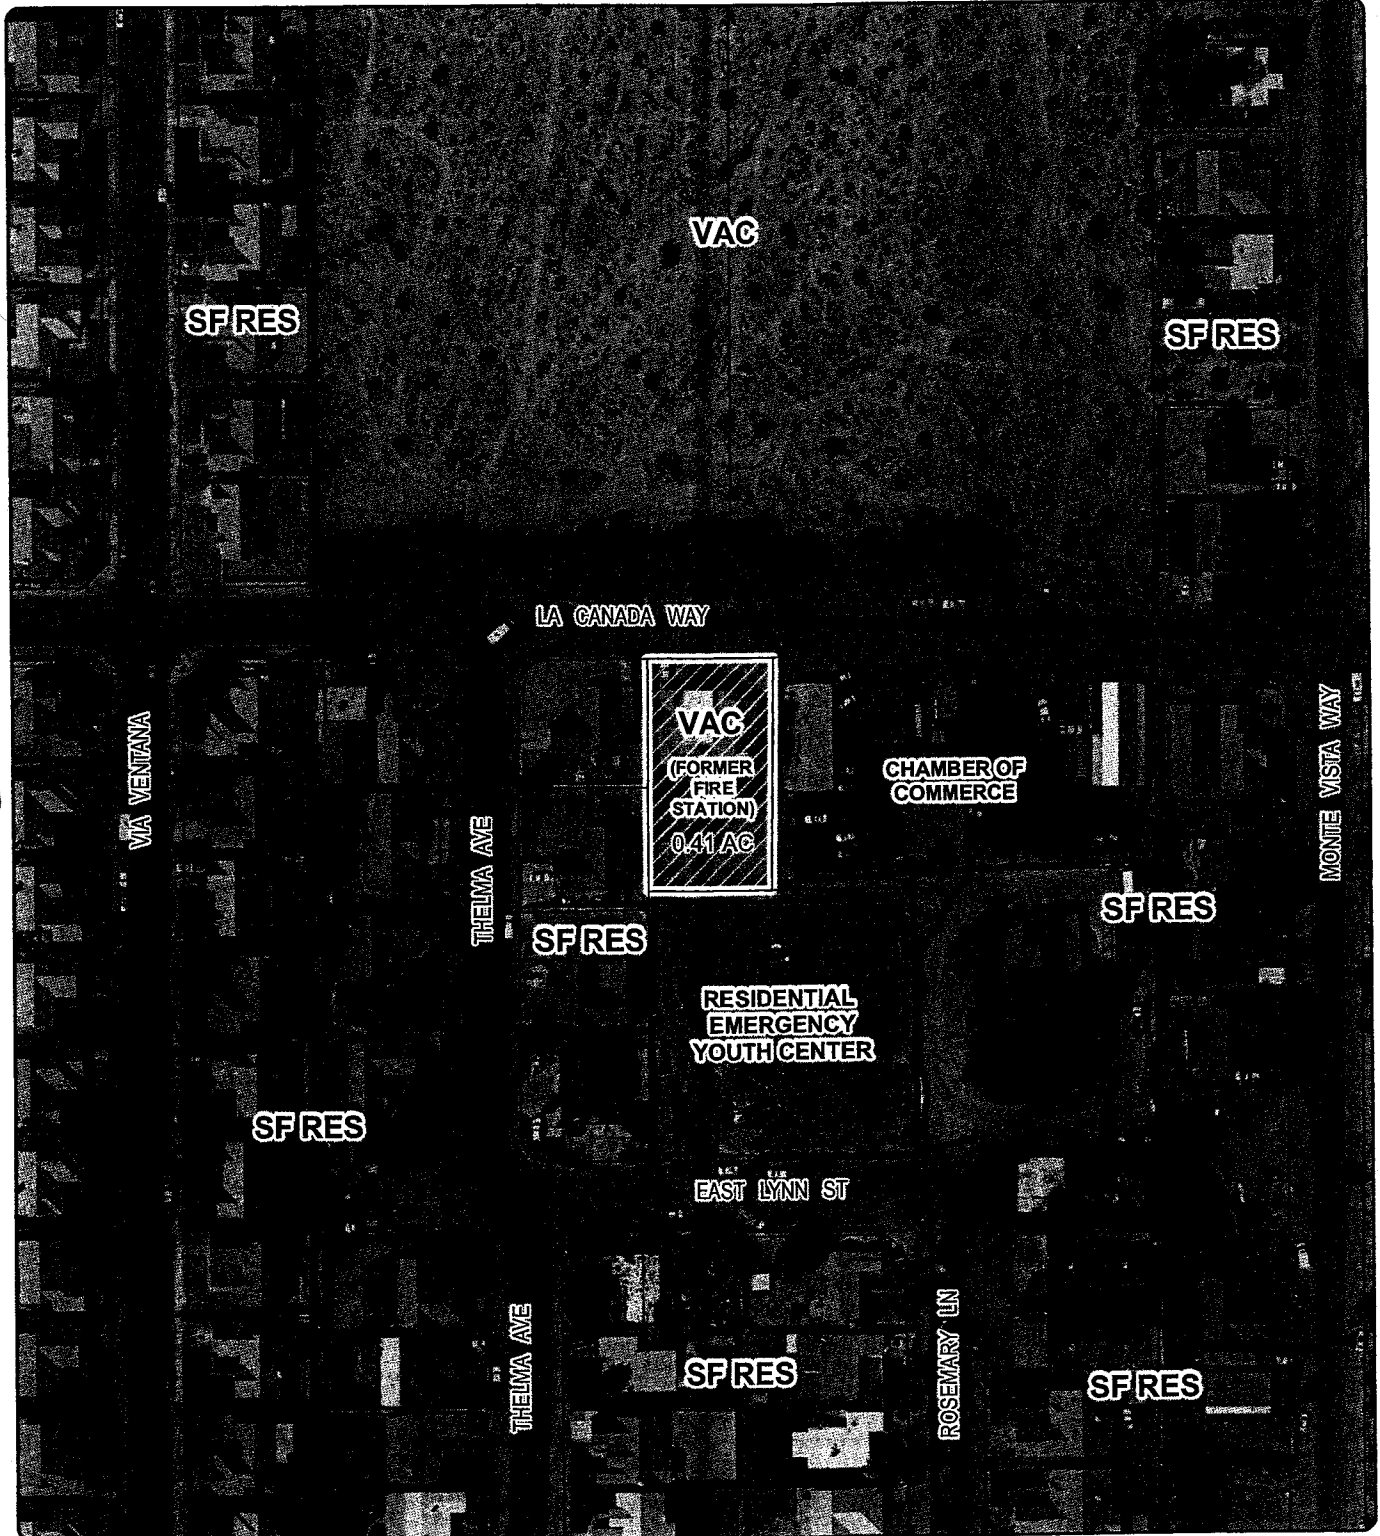 VAC
SF RES
SF RES
LA CANADA WAY
VAC
(FORMER
FIRE
STATION)
0.41 AC
CHAMBER OF
COMMERCE
VIA VENTANA
MONTE VISTA WAY
THELMA AVE
SF RES
SF RES
RESIDENTIAL
EMERGENCY
YOUTH CENTER
SF RES
EAST LYNN ST
THELMA AVE
ROSEMARY LN
SF RES
SF RES